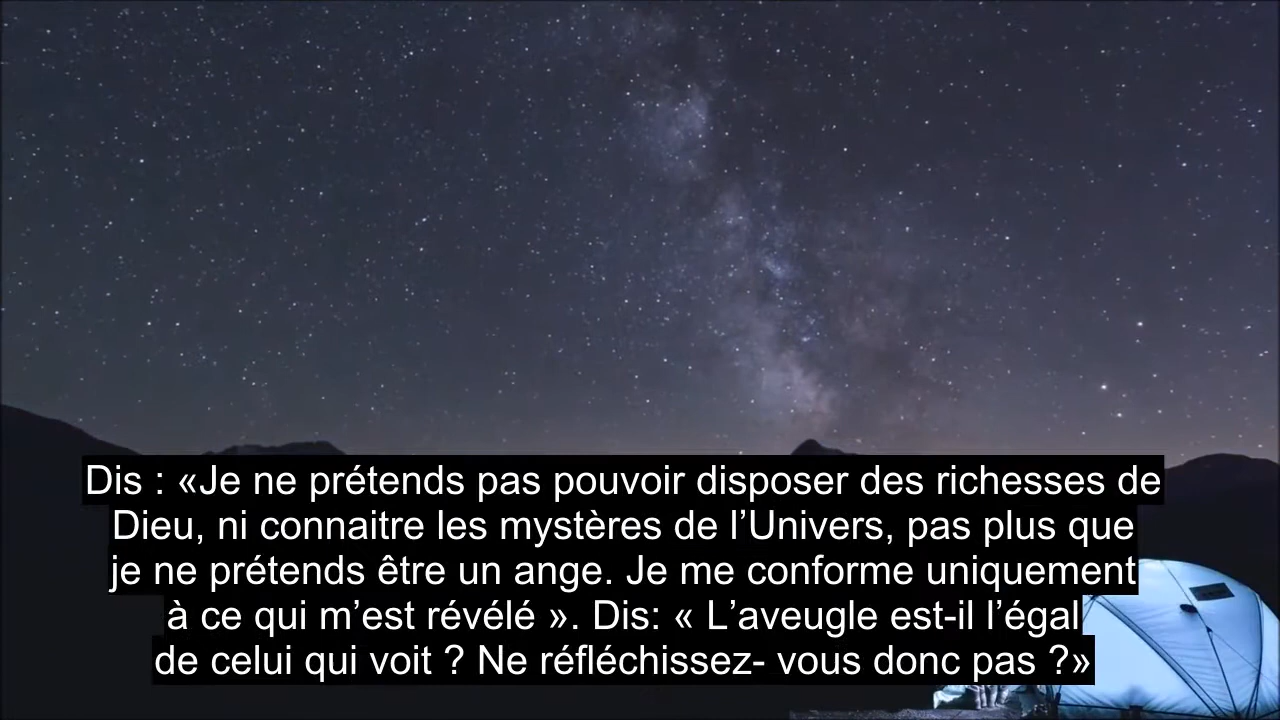 Dis : «Je ne prétends pas pouvoir disposer des richesses de
Dieu, ni connaitre les mystères de l’Univers, pas plus que
je ne prétends être un ange. Je me conforme uniquement
à ce qui m’est révélé ». Dis: « L’aveugle est-il l’égal
de celui qui voit ? Ne réfléchissez- vous donc pas ?»